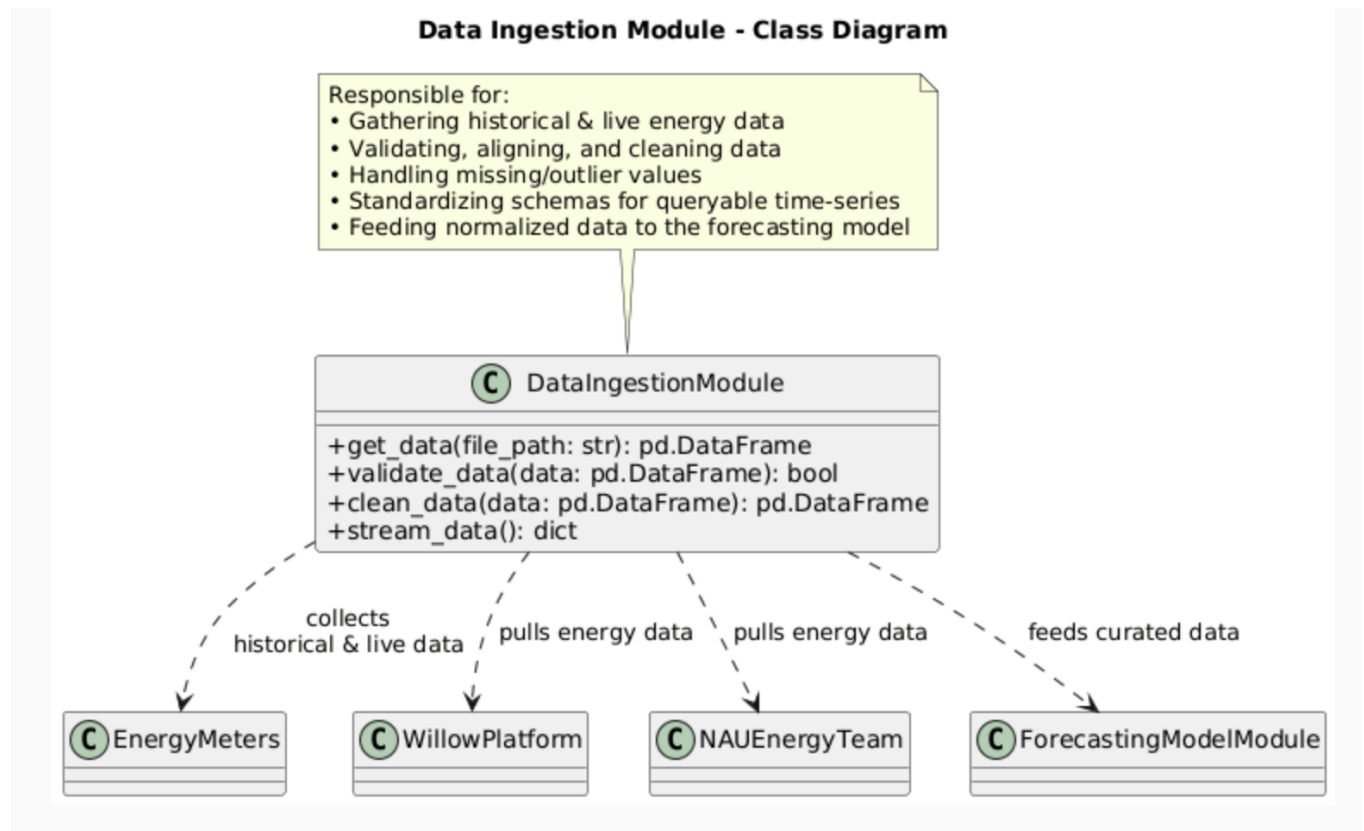 Data Ingestion Module - Class Diagram
Responsible for:
• Gathering historical & live energy data
• Validating, aligning, and cleaning data
• Handling missing/outlier values
• Standardizing schemas for queryable time-series
• Feeding normalized data to the forecasting model
C DataIngestionModule
+get_data(file_path: str): pd.DataFrame
+validate_data(data: pd.DataFrame): bool
+clean_data(data: pd.DataFrame): pd.DataFrame
+stream_data(): dict
collects
historical & live data
pulls energy data
pulls energy data
feeds curated data
C EnergyMeters
C WillowPlatform
C NAUEnergyTeam
C ForecastingModelModule